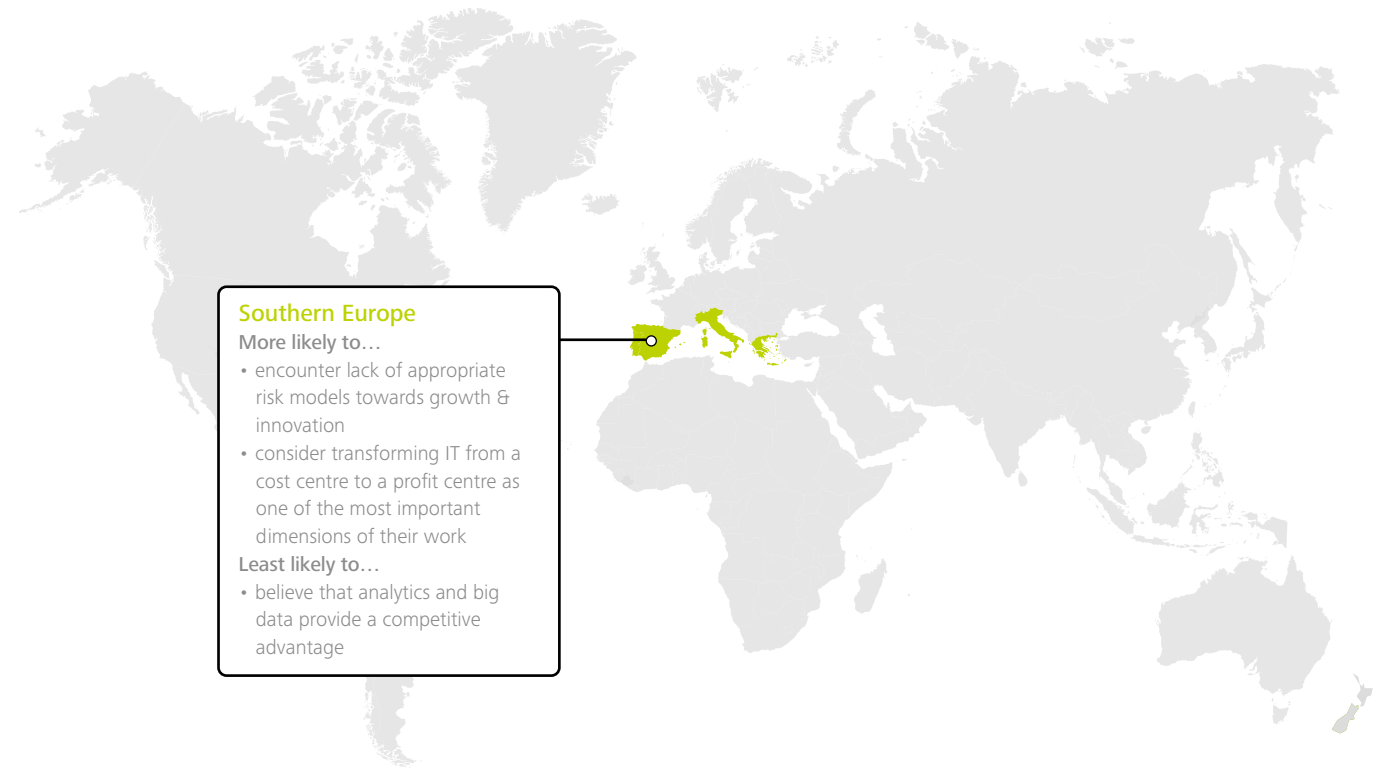 Southern Europe
More likely to…
• encounter lack of appropriate
risk models towards growth &
innovation
• consider transforming IT from a
cost centre to a profit centre as
one of the most important
dimensions of their work
Least likely to…
• believe that analytics and big
data provide a competitive
advantage